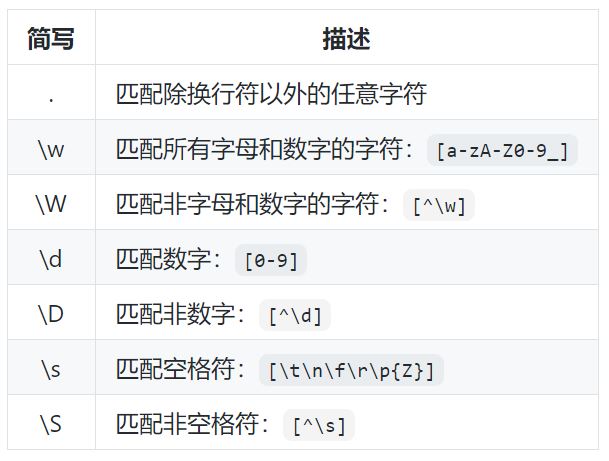 简写 描述
. 匹配除换行符以外的任意字符
\w 匹配所有字母和数字的字符：[a-zA-Z0-9_]
\W 匹配非字母和数字的字符：[^\w]
\d 匹配数字：[0-9]
\D 匹配非数字：[^\d]
\s 匹配空格符：[\t\n\f\r\p{Z}]
\S 匹配非空格符：[^\s]